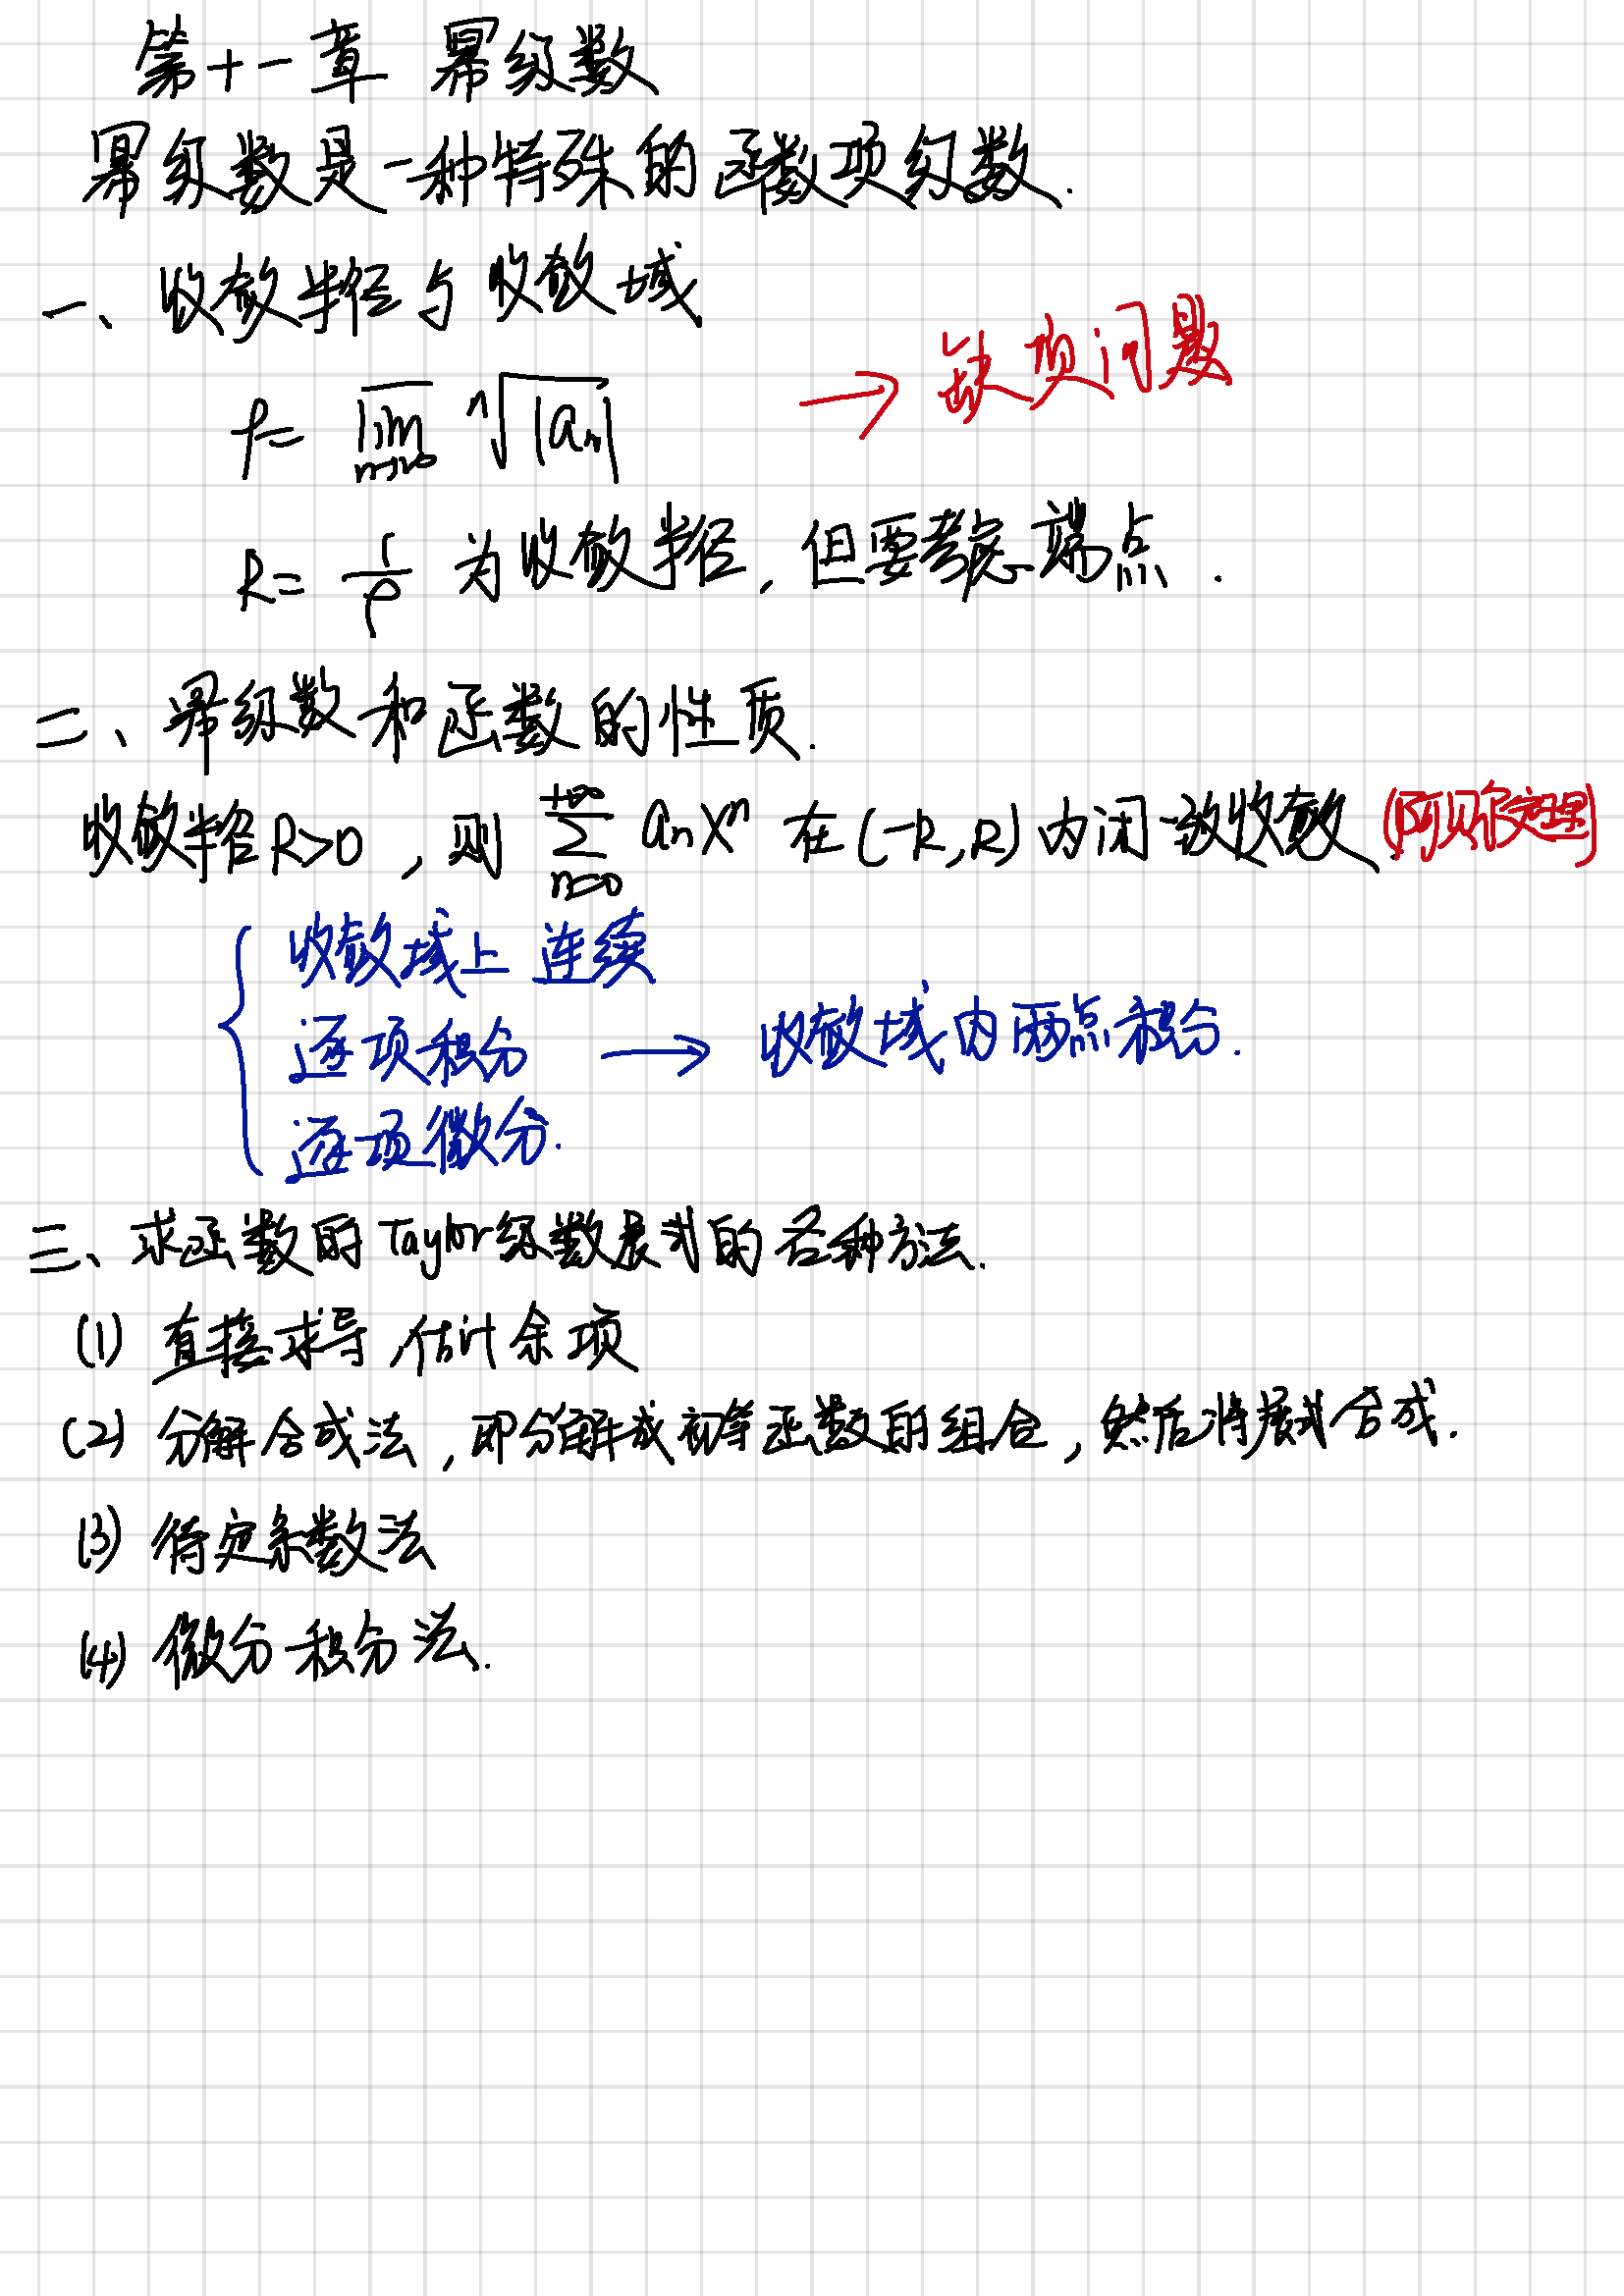 第十一章 幂级数
幂级数是一种特殊的函数项级数.
一、收敛半径与收敛域
→ 缺项问题
ρ = \overline{lim}_{n→∞} \sqrt[n]{|a_n|}
R = 1/ρ 为收敛半径, 但要考虑端点.
二、幂级数和函数的性质.
收敛半径R>0, 则 \sum_{n=0}^{+∞} a_n x^n 在(-R,R)内闭一致收敛 (阿贝尔定理)
收敛域上 连续
逐项积分 → 收敛域内两点积分.
逐项微分.
三、求函数的Taylor级数展式的各种方法.
(1) 直接求导, 估计余项
(2) 分解合成法, 即分解成初等函数的组合, 然后将展式合成.
(3) 待定系数法
(4) 微分-积分法.